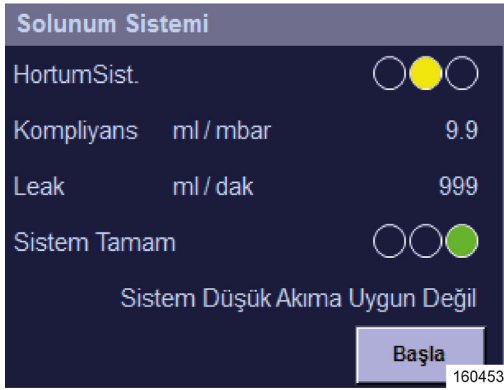 Solunum Sistemi
HortumSist.
Kompliyans ml / mbar 9.9
Leak ml / dak 999
Sistem Tamam
Sistem Düşük Akıma Uygun Değil
Başla
160453